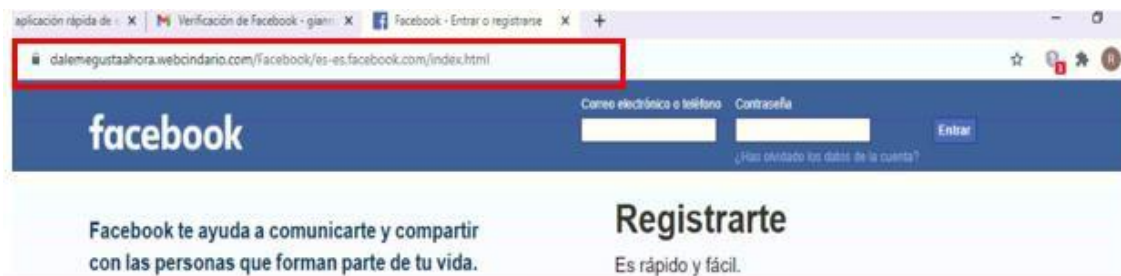 aplicación rápida de
Verificación de Facebook - giann
Facebook - Entrar o registrarse
dalemegustaahora.webcindario.com/Facebook/es-es.facebook.com/index.html
3
R
facebook
Correo electrónico o teléfono
Contraseña
Entrar
¿Has olvidado los datos de la cuenta?
Facebook te ayuda a comunicarte y compartir
con las personas que forman parte de tu vida.
Registrarte
Es rápido y fácil.